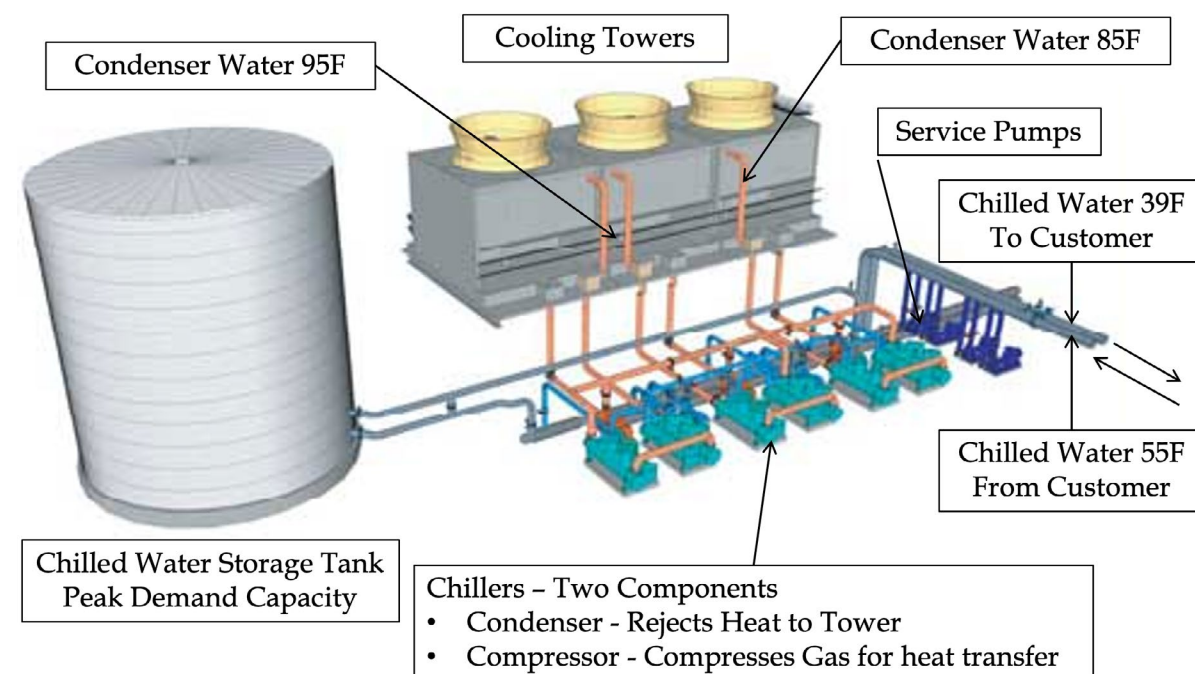 Cooling Towers
Condenser Water 95F
Condenser Water 85F
Service Pumps
Chilled Water 39F
To Customer
Chilled Water 55F
From Customer
Chilled Water Storage Tank
Peak Demand Capacity
Chillers – Two Components
• Condenser - Rejects Heat to Tower
• Compressor - Compresses Gas for heat transfer